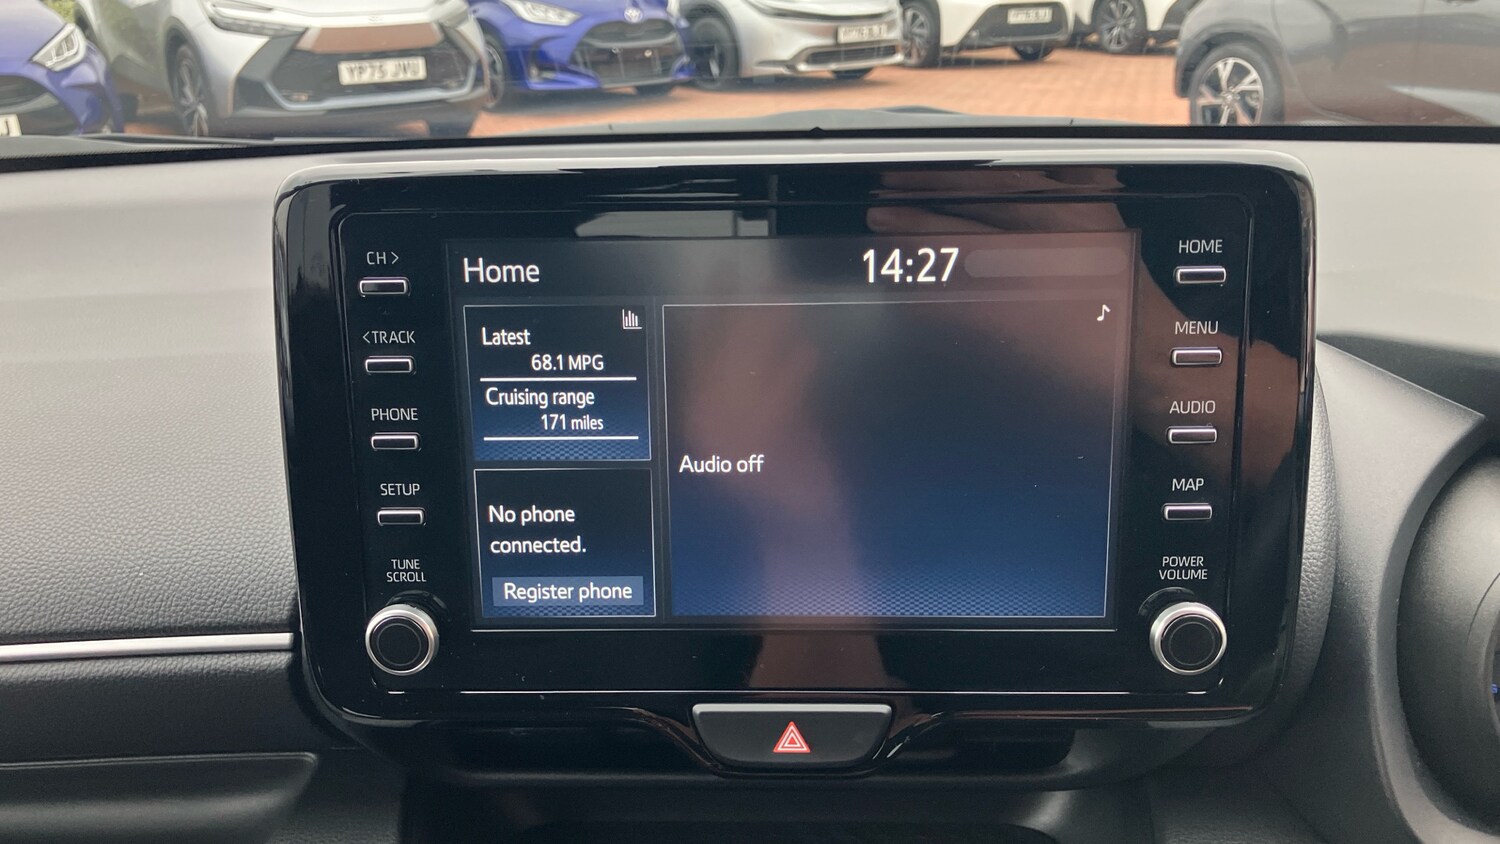 YP75 JMU
CH >
< TRACK
PHONE
SETUP
TUNE
SCROLL
Home
14:27
Latest
68.1 MPG
Cruising range
171 miles
No phone
connected.
Register phone
Audio off
HOME
MENU
AUDIO
MAP
POWER
VOLUME